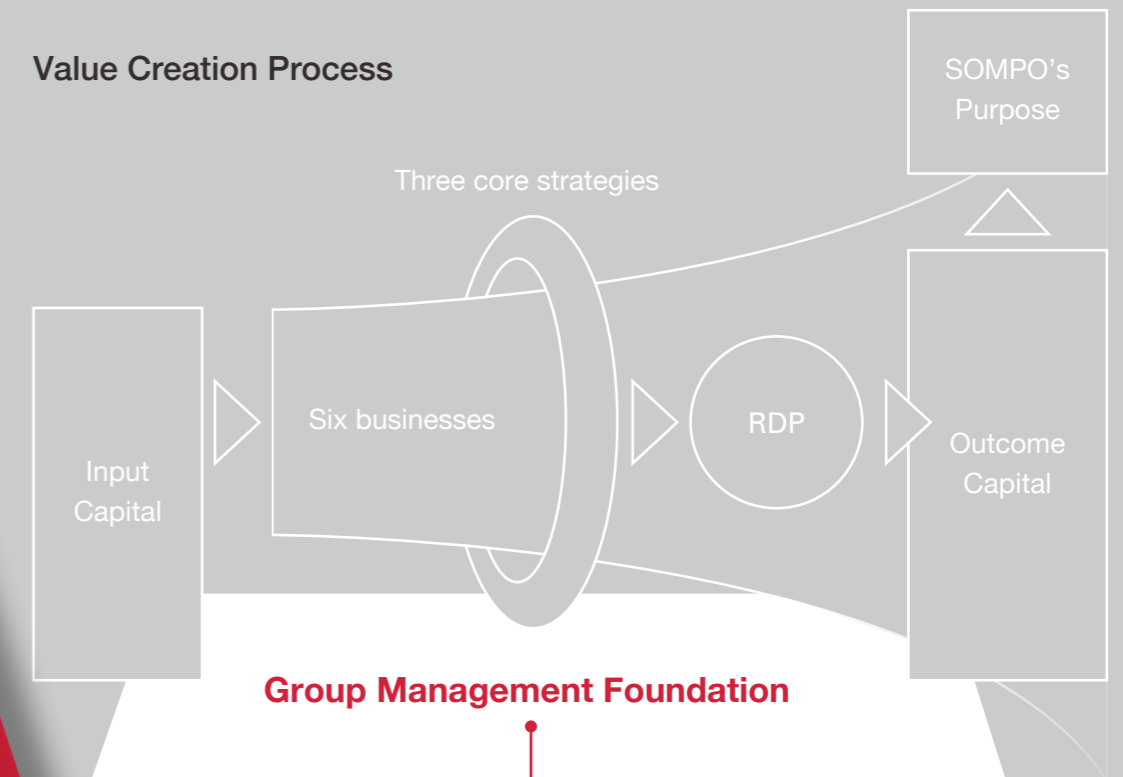 Value Creation Process
SOMPO’s
Purpose
Three core strategies
Input
Capital
Six businesses
RDP
Outcome
Capital
Group Management Foundation